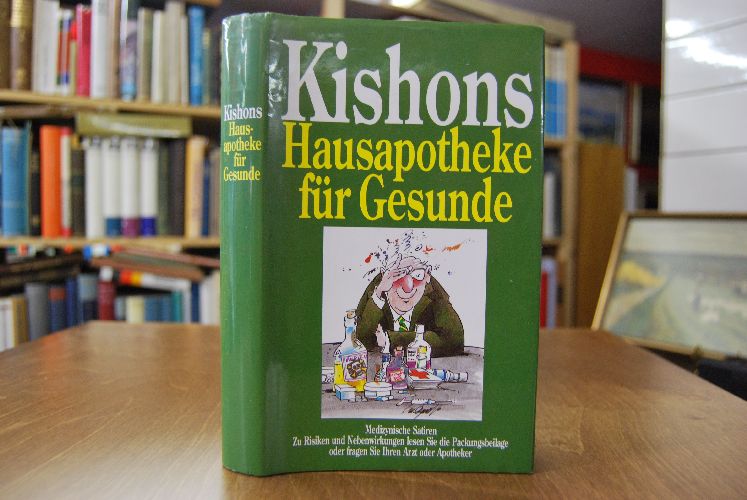 Kishons
Haus-
apotheke
für
Gesunde
Kishons
Hausapotheke
für Gesunde
Medizynische Satiren
Zu Risiken und Nebenwirkungen lesen Sie die Packungsbeilage
oder fragen Sie Ihren Arzt oder Apotheker